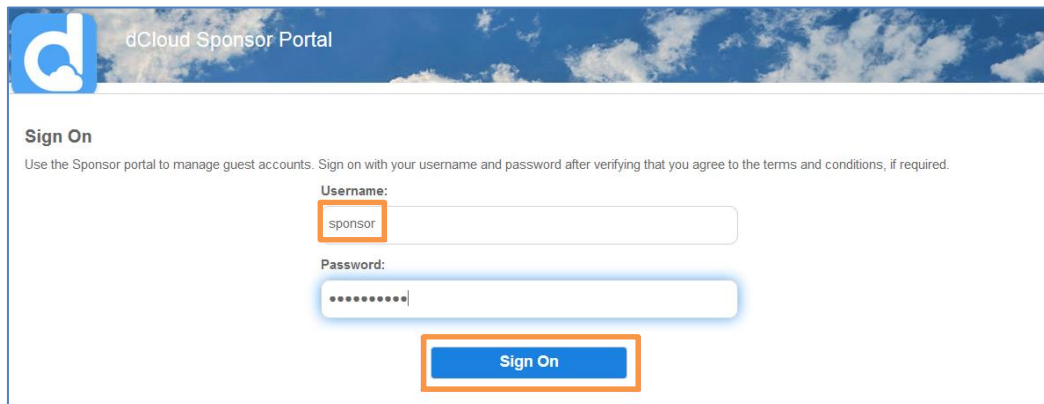 d
dCloud Sponsor Portal
Sign On
Use the Sponsor portal to manage guest accounts. Sign on with your username and password after verifying that you agree to the terms and conditions, if required.
Username:
sponsor
Password:
••••••••••
Sign On